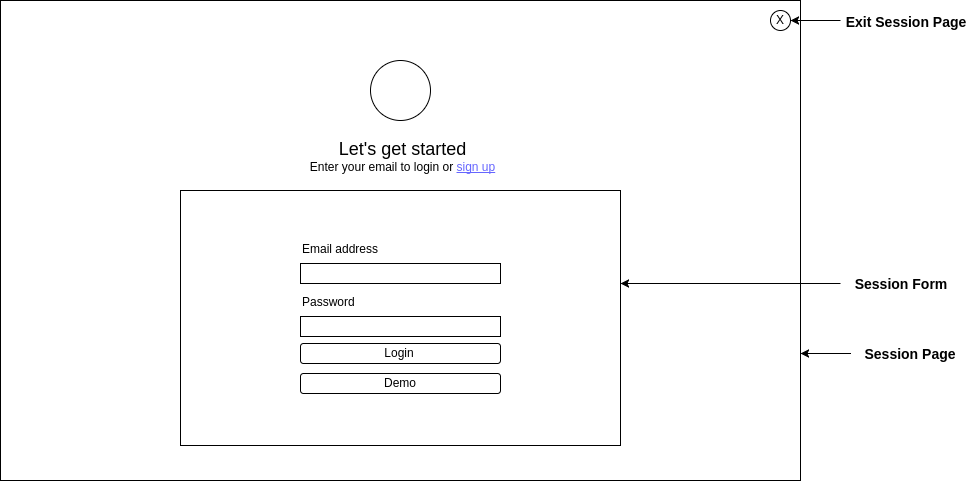 X
Exit Session Page
Let's get started
Enter your email to login or sign up
Email address
Session Form
Password
Login
Session Page
Demo